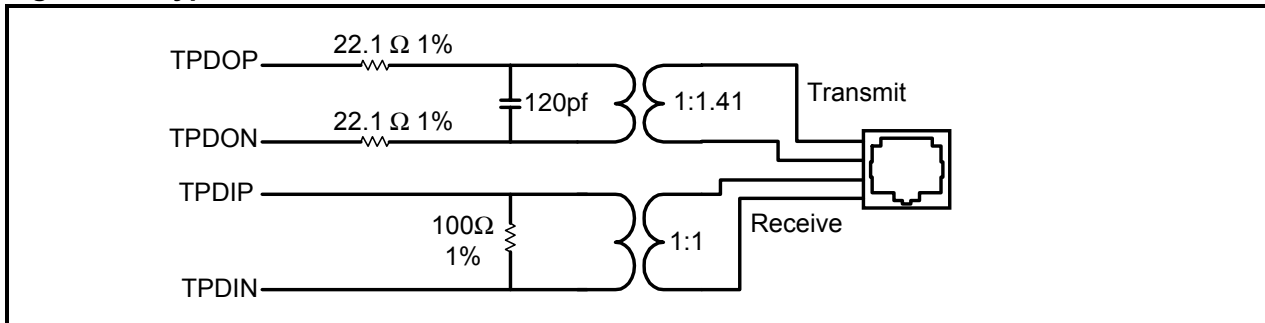 TPDOP
22.1 Ω 1%
120pf
1:1.41
Transmit
TPDON
22.1 Ω 1%
TPDIP
100Ω
1%
1:1
Receive
TPDIN